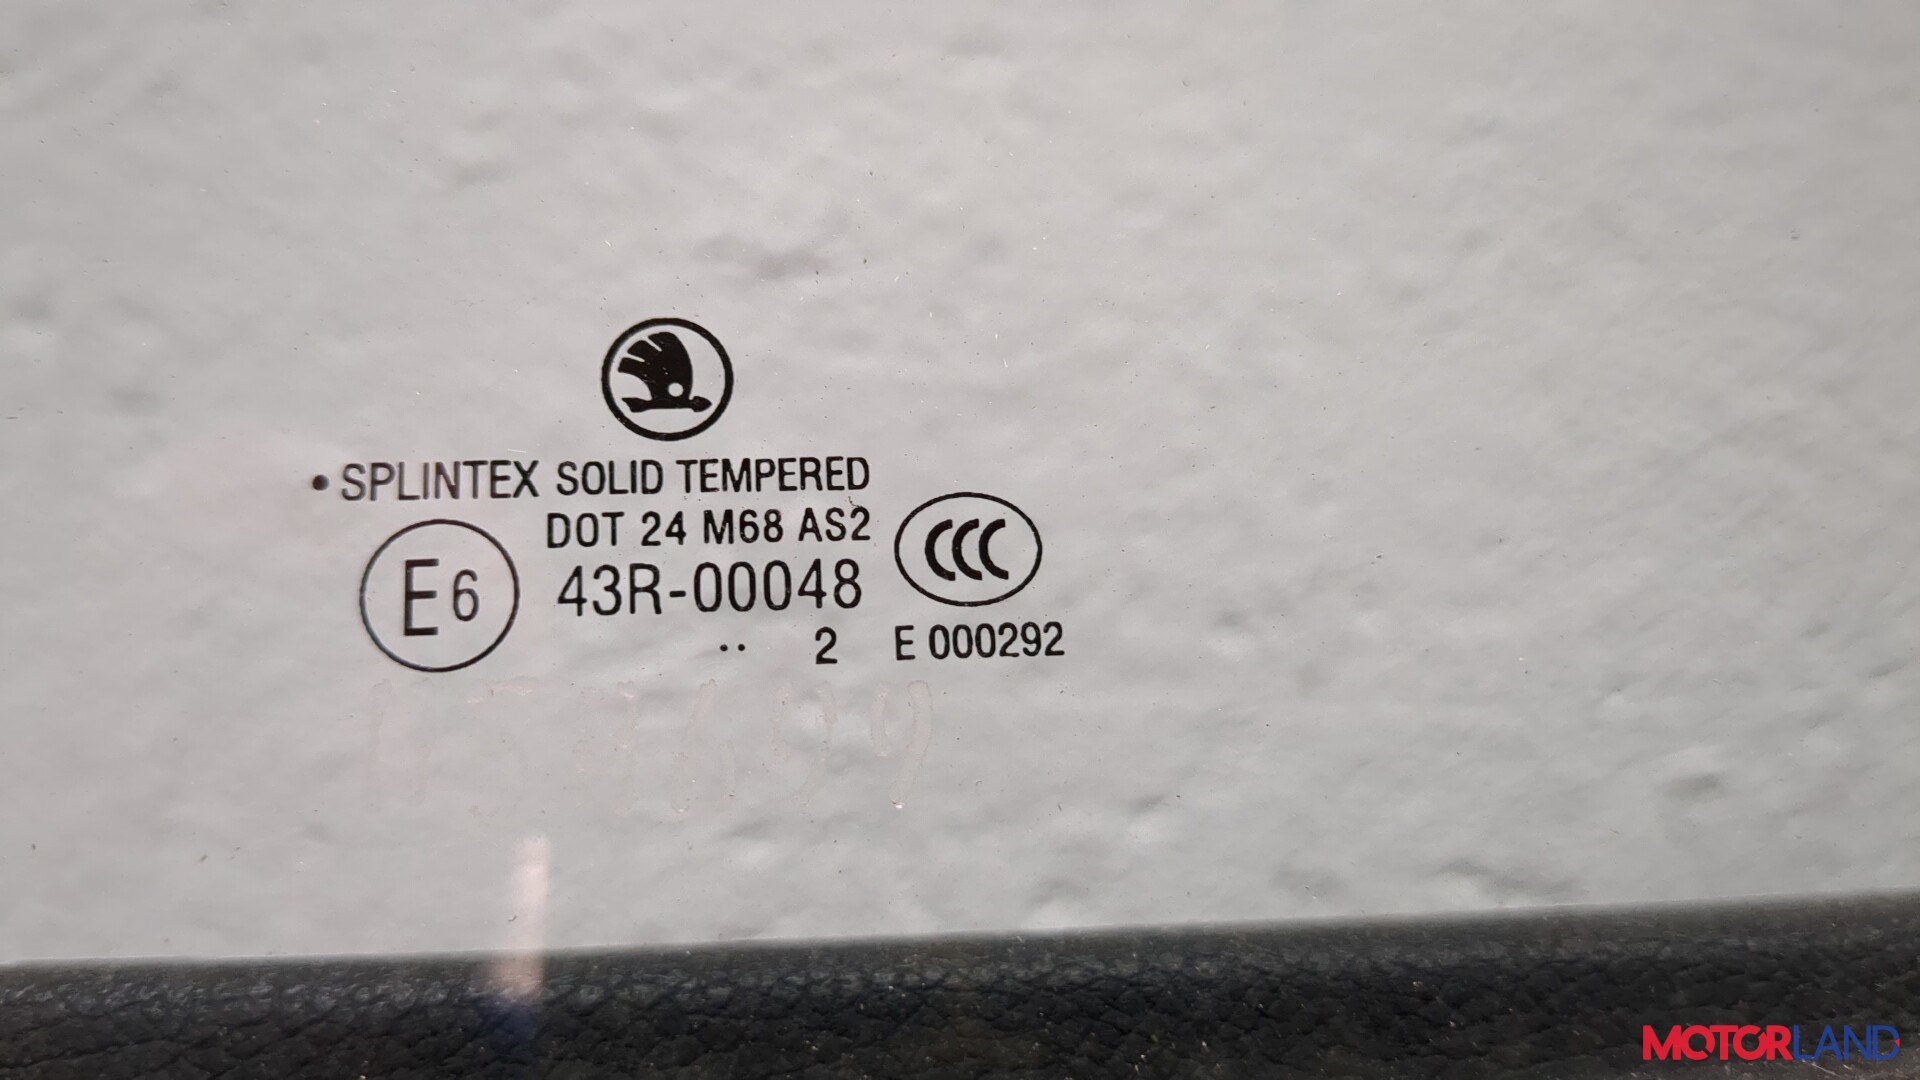 • SPLINTEX SOLID TEMPERED
DOT 24 M68 AS2
E6
43R-00048
CCC
.. 2
E 000292
MOTORLAND